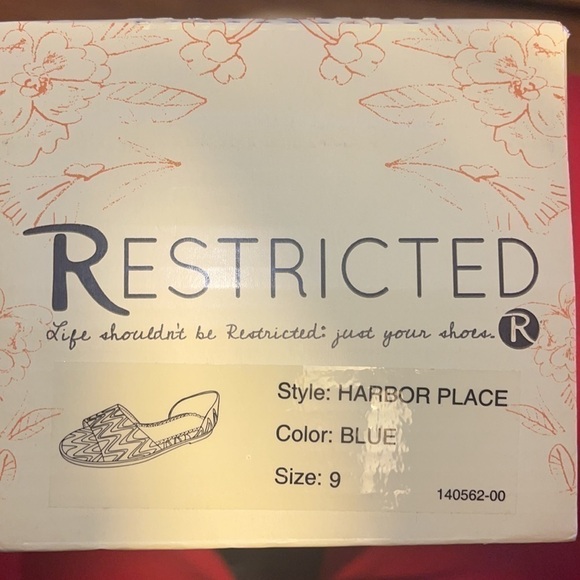 RESTRICTED
Life shouldn't be Restricted: just your shoes. R
Style: HARBOR PLACE
Color: BLUE
Size: 9
140562-00